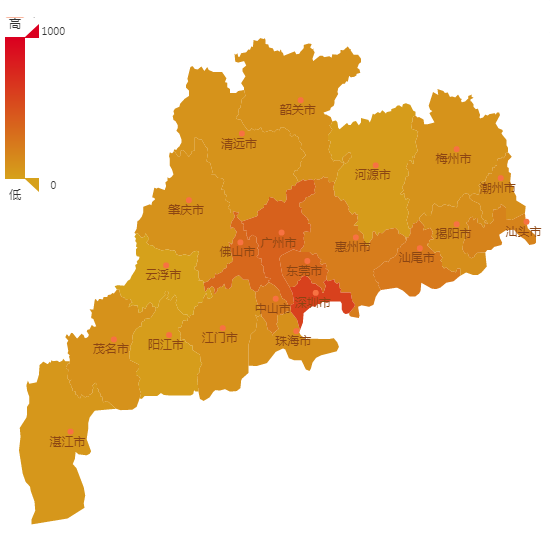 高
1000
0
低
韶关市
清远市
梅州市
河源市
潮州市
肇庆市
汕头市
揭阳市
广州市
惠州市
佛山市
汕尾市
东莞市
云浮市
深圳市
中山市
江门市
珠海市
阳江市
茂名市
湛江市